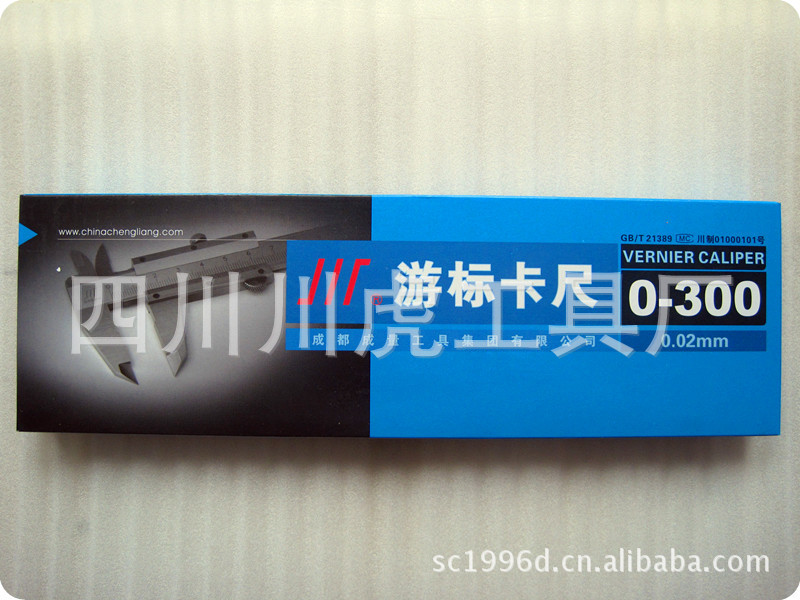 www.chinachengliang.com
GB/T 21389 MC 川制01000101号
VERNIER CALIPER
川 ® 游标卡尺
0-300
成都成量工具集团有限公司
0.02mm
四川川虎工具厂
sc1996d.cn.alibaba.com